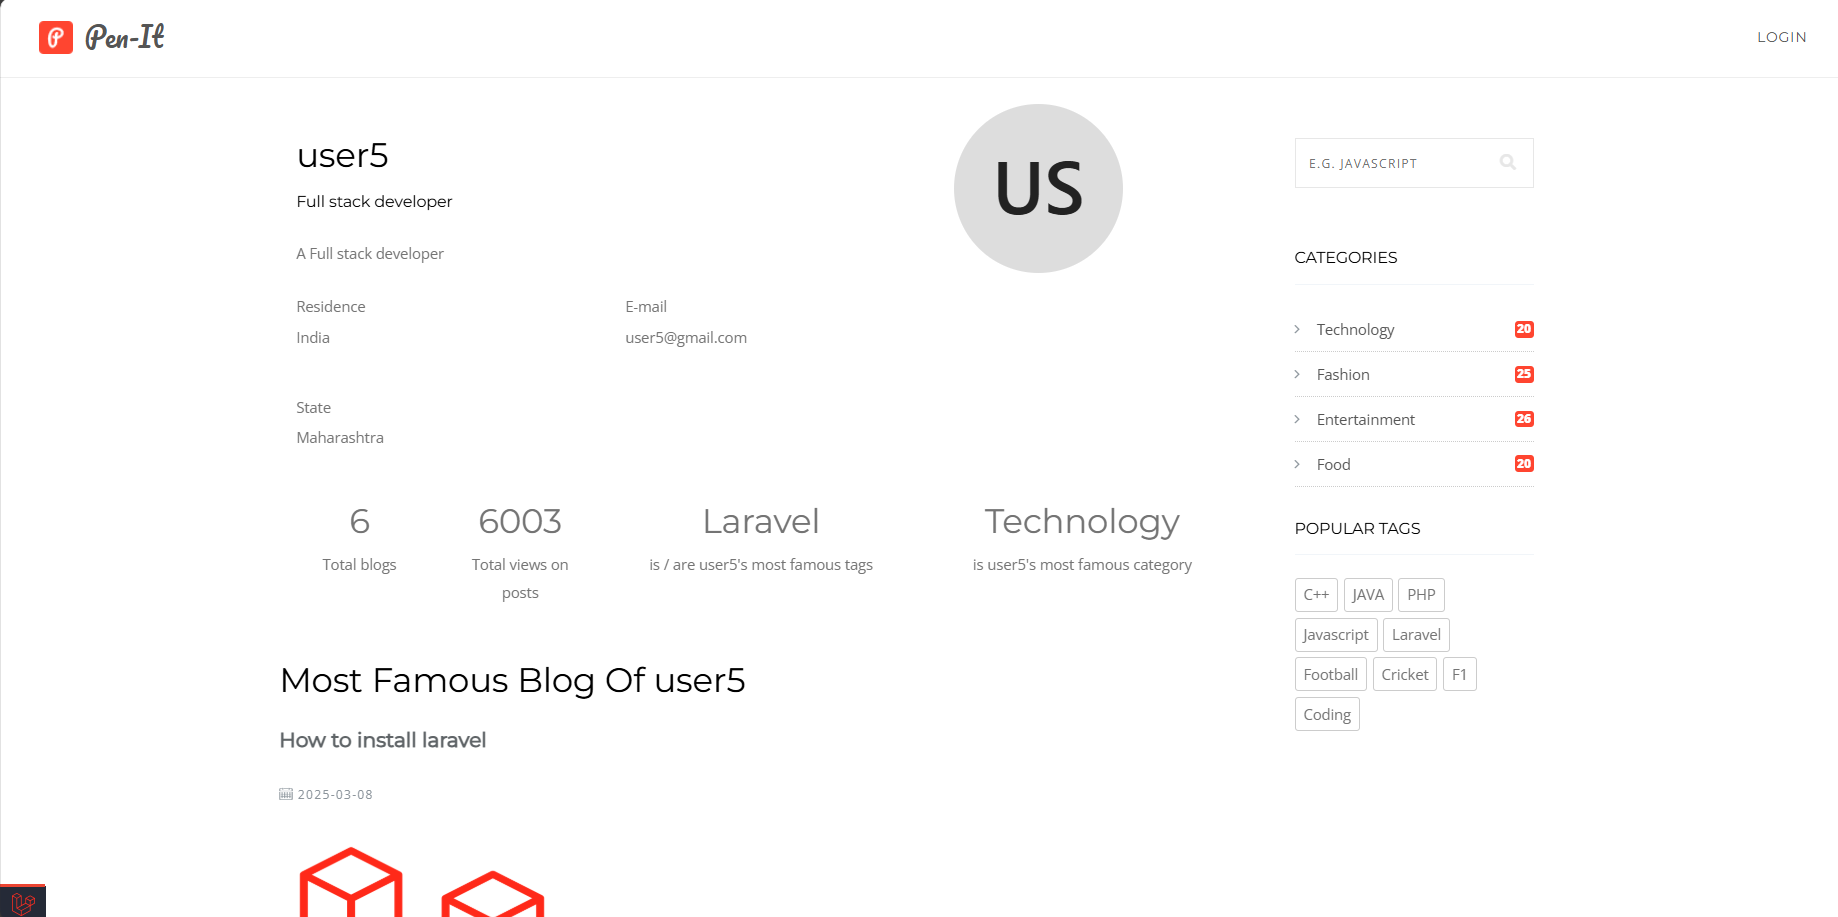 Pen-It
LOGIN
user5
Full stack developer
A Full stack developer
Residence
India
E-mail
user5@gmail.com
State
Maharashtra
US
6
Total blogs
6003
Total views on
posts
Laravel
is / are user5's most famous tags
Technology
is user5's most famous category
Most Famous Blog Of user5
How to install laravel
2025-03-08
E.G. JAVASCRIPT
CATEGORIES
Technology 20
Fashion 25
Entertainment 26
Food 20
POPULAR TAGS
C++ JAVA PHP
Javascript Laravel
Football Cricket F1
Coding